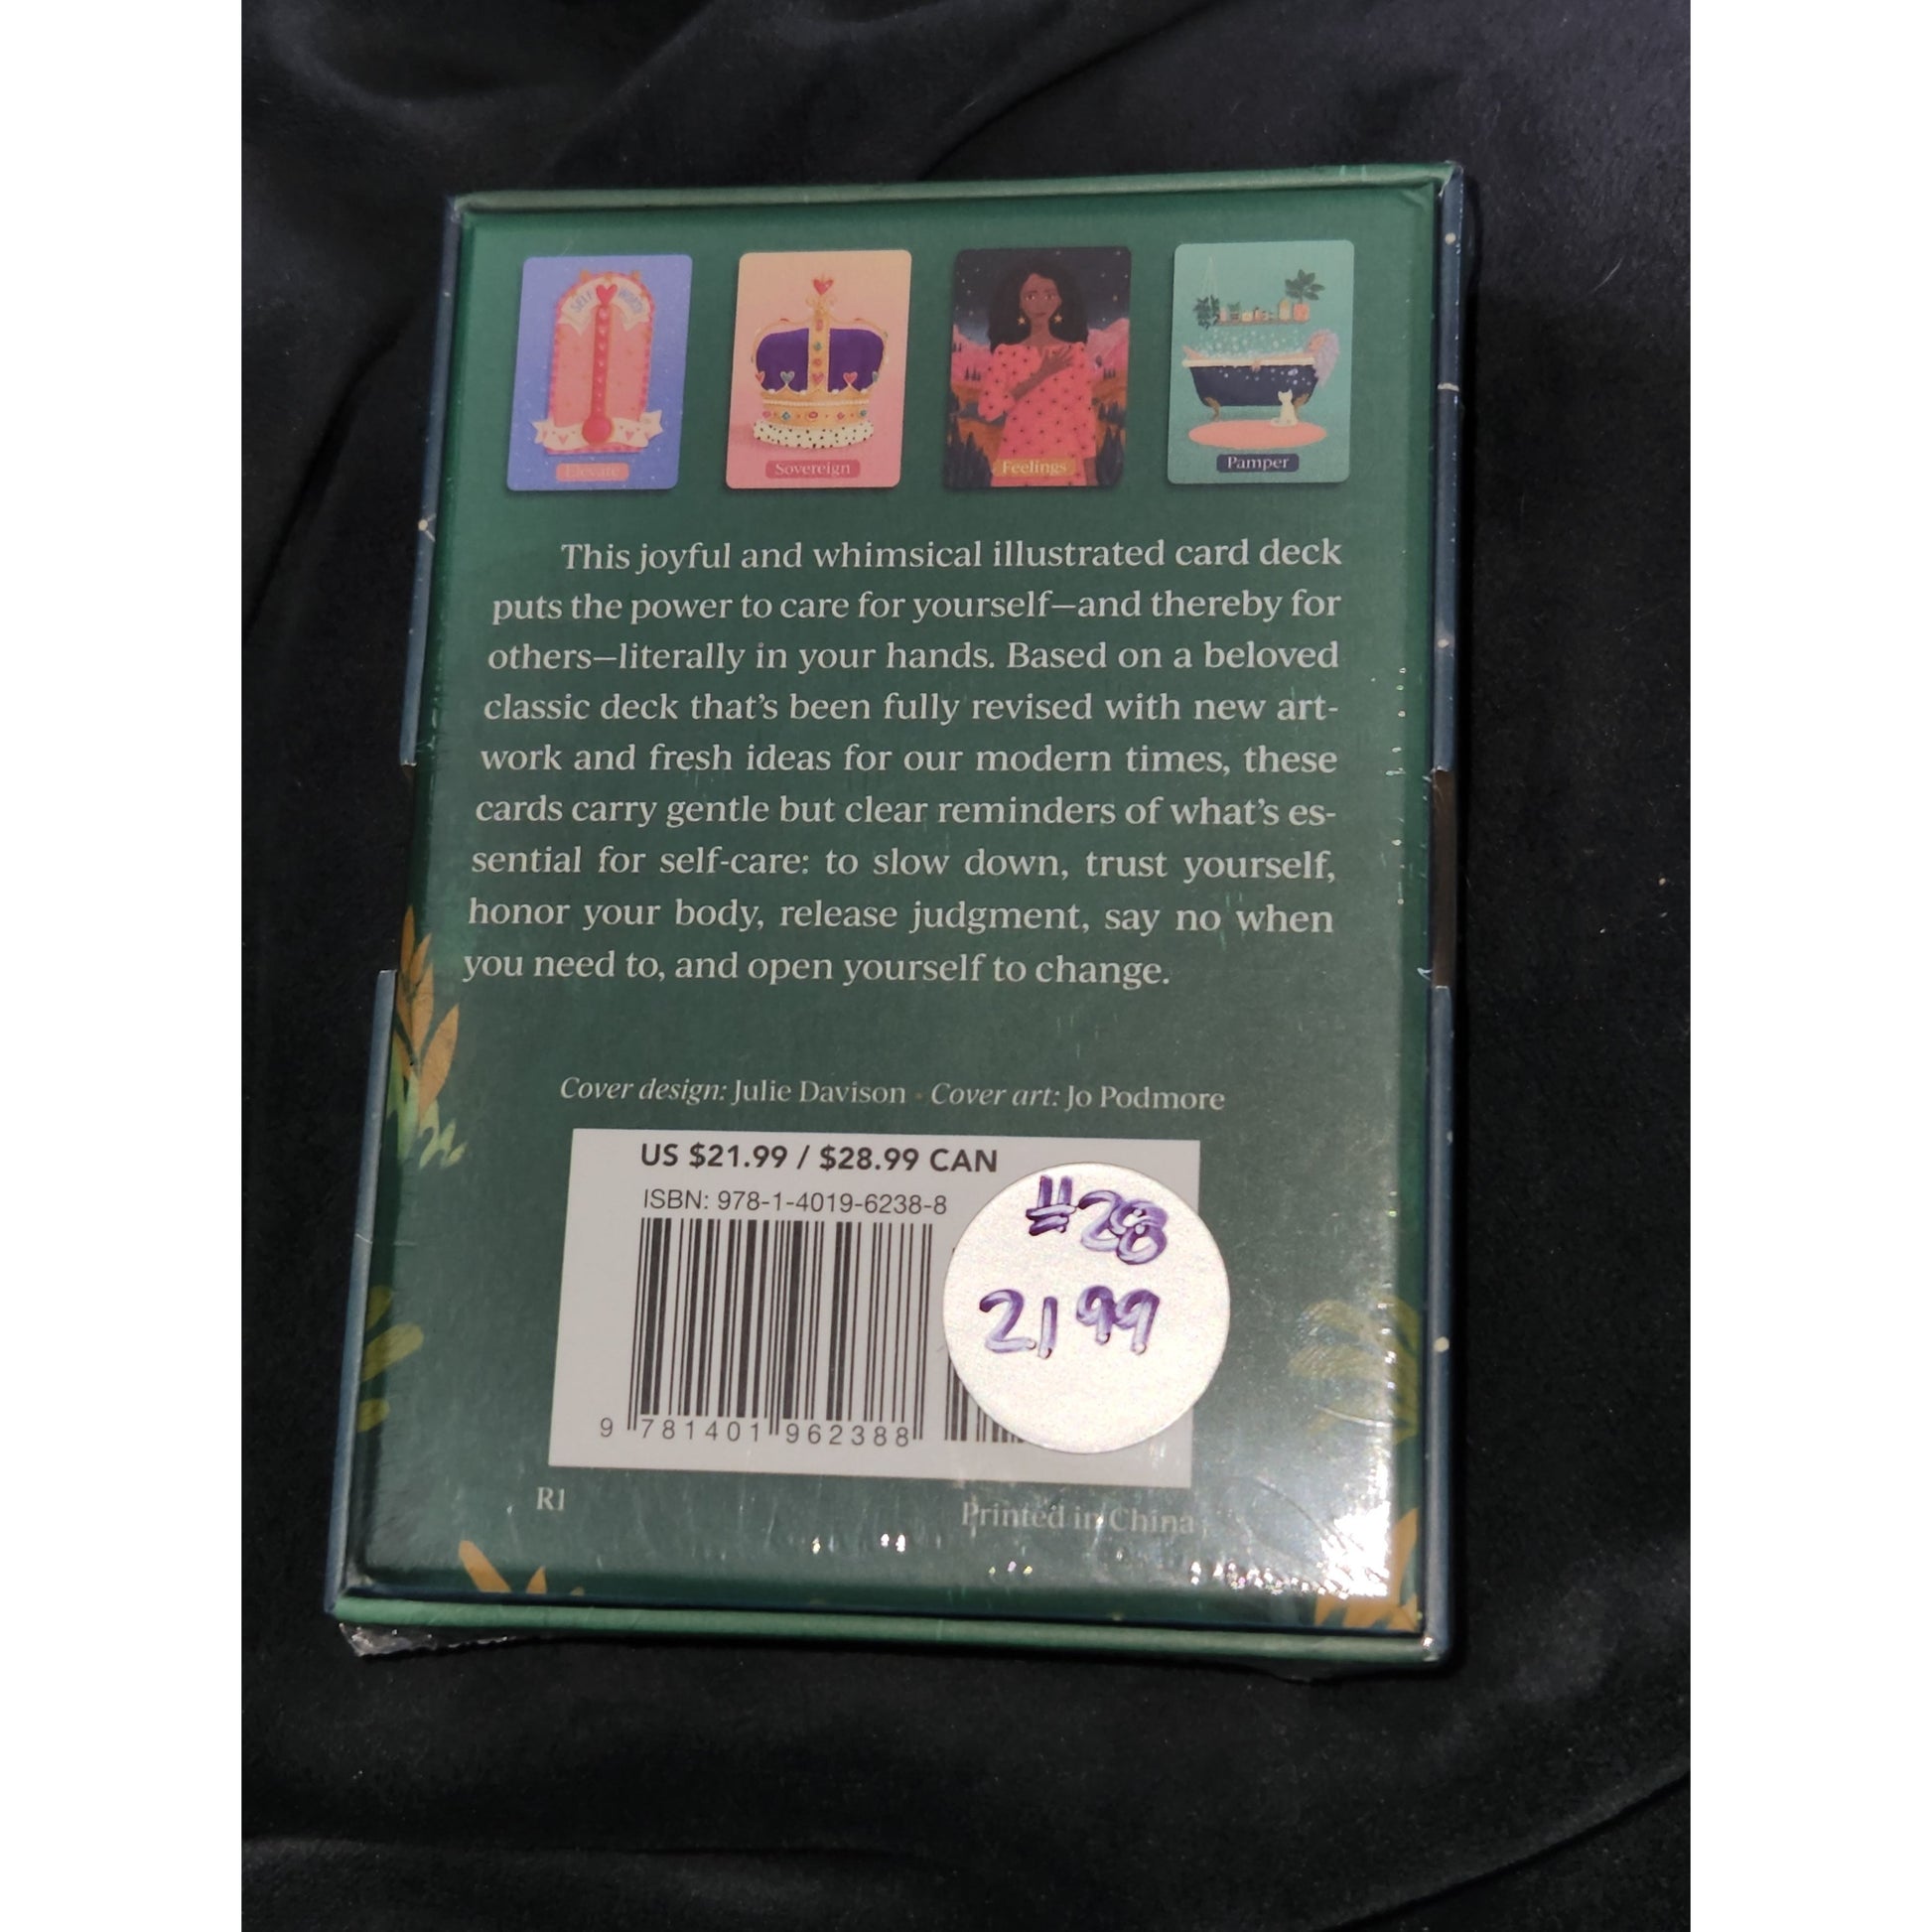 SELF WORTH
Elevate
Sovereign
Feelings
Pamper
This joyful and whimsical illustrated card deck
puts the power to care for yourself—and thereby for
others—literally in your hands. Based on a beloved
classic deck that's been fully revised with new art-
work and fresh ideas for our modern times, these
cards carry gentle but clear reminders of what's es-
sential for self-care: to slow down, trust yourself,
honor your body, release judgment, say no when
you need to, and open yourself to change.
Cover design: Julie Davison • Cover art: Jo Podmore
US $21.99 / $28.99 CAN
ISBN: 978-1-4019-6238-8
#28
2199
9 781401 962388
R1
Printed in China